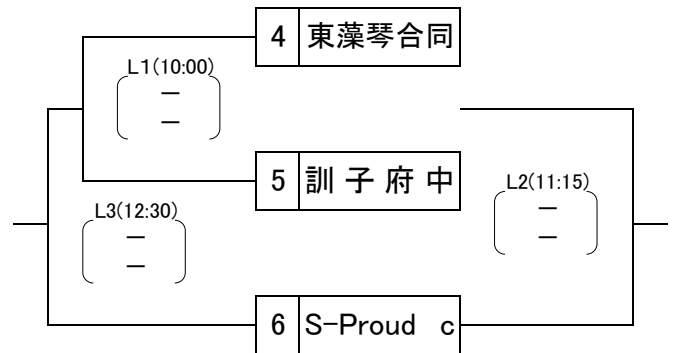 4 東藻琴合同
L1(10:00)
－
－
5 訓子府中
L2(11:15)
－
－
L3(12:30)
－
－
6 S-Proud c